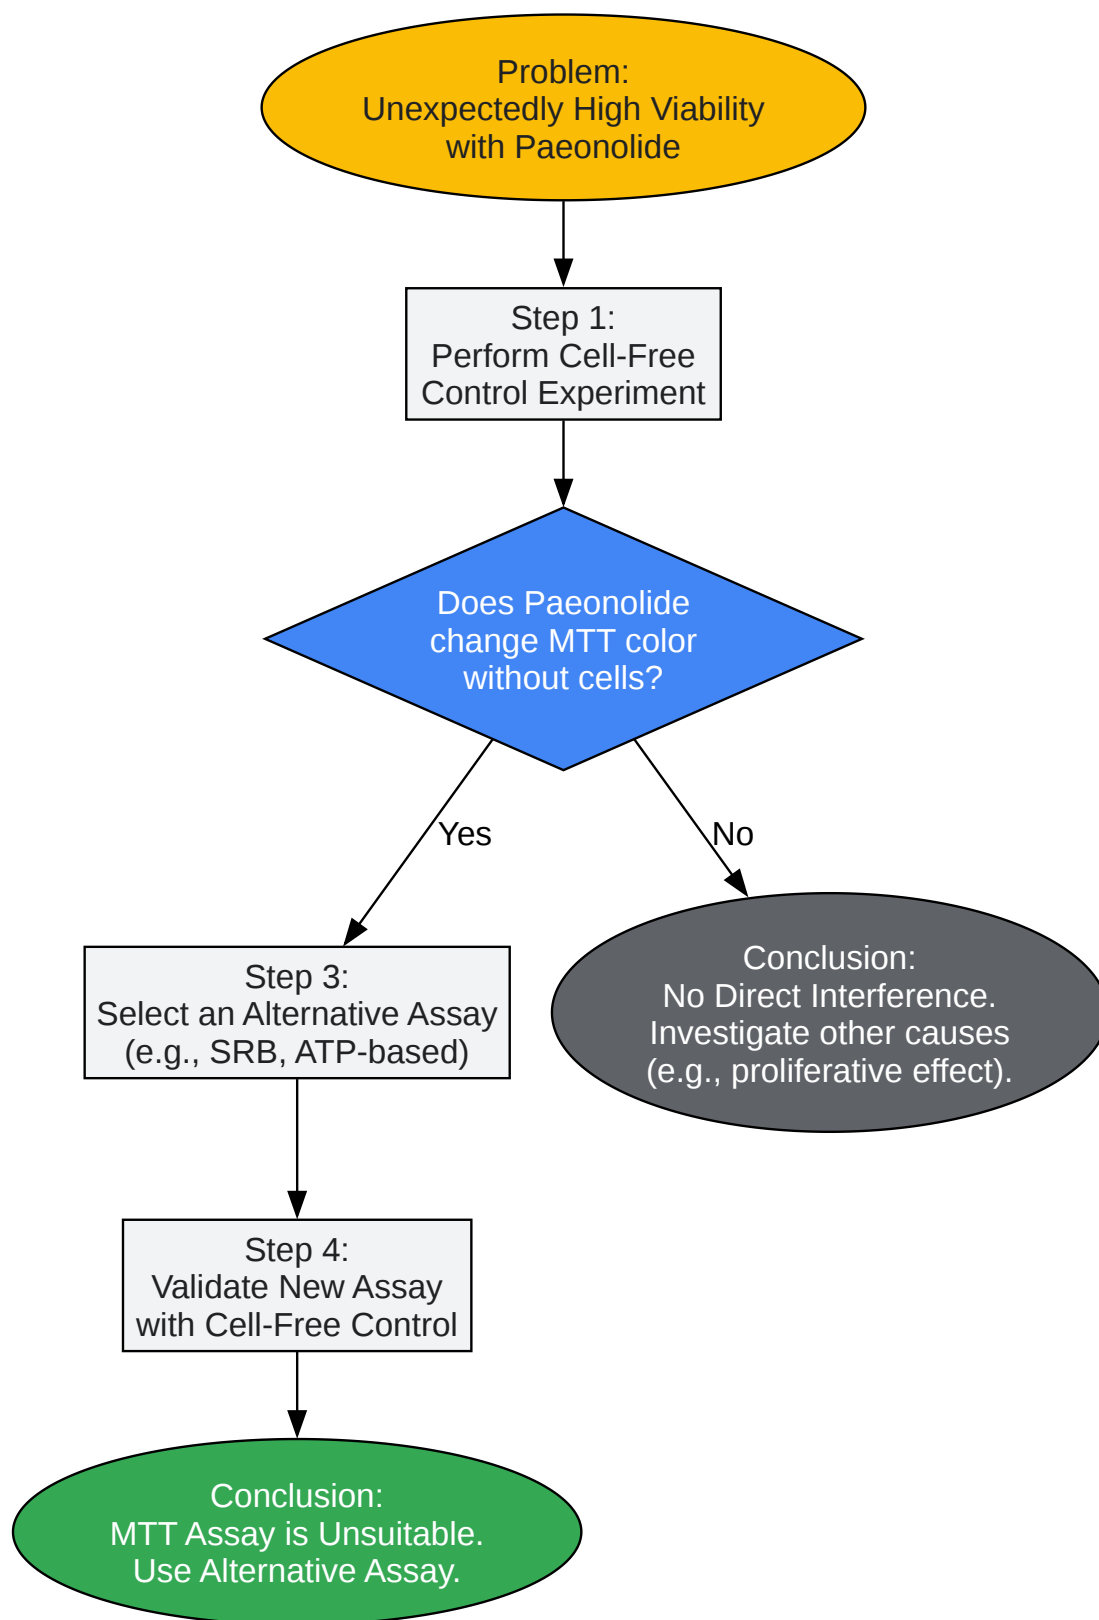 Problem:
Unexpectedly High Viability
with Paeonolide
Step 1:
Perform Cell-Free
Control Experiment
Does Paeonolide
change MTT color
without cells?
Yes
No
Step 3:
Select an Alternative Assay
(e.g., SRB, ATP-based)
Conclusion:
No Direct Interference.
Investigate other causes
(e.g., proliferative effect).
Step 4:
Validate New Assay
with Cell-Free Control
Conclusion:
MTT Assay is Unsuitable.
Use Alternative Assay.